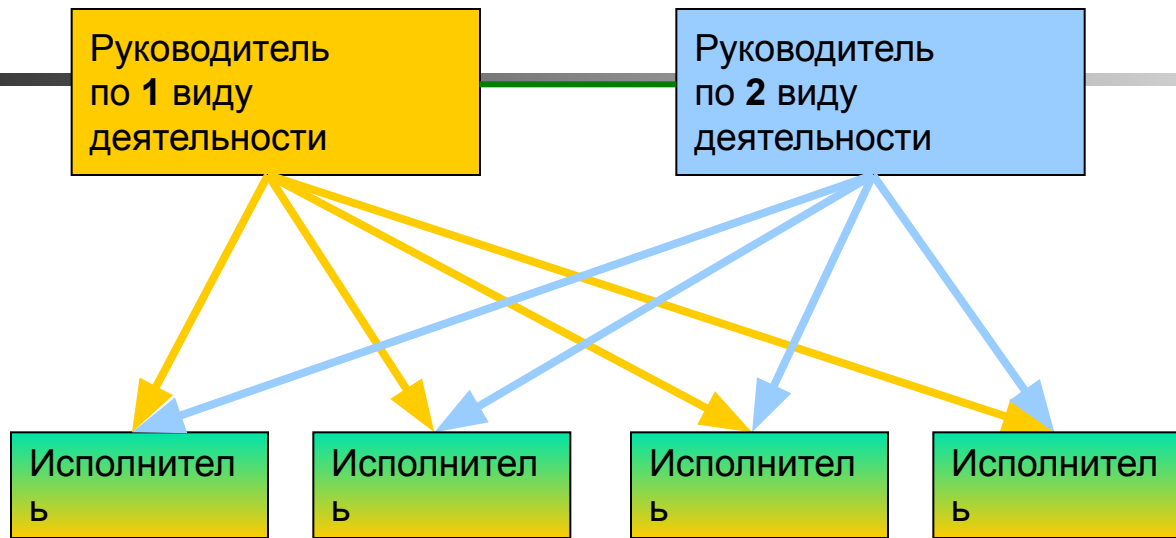 Руководитель
по 1 виду
деятельности
Руководитель
по 2 виду
деятельности
Исполнител
ь
Исполнител
ь
Исполнител
ь
Исполнител
ь